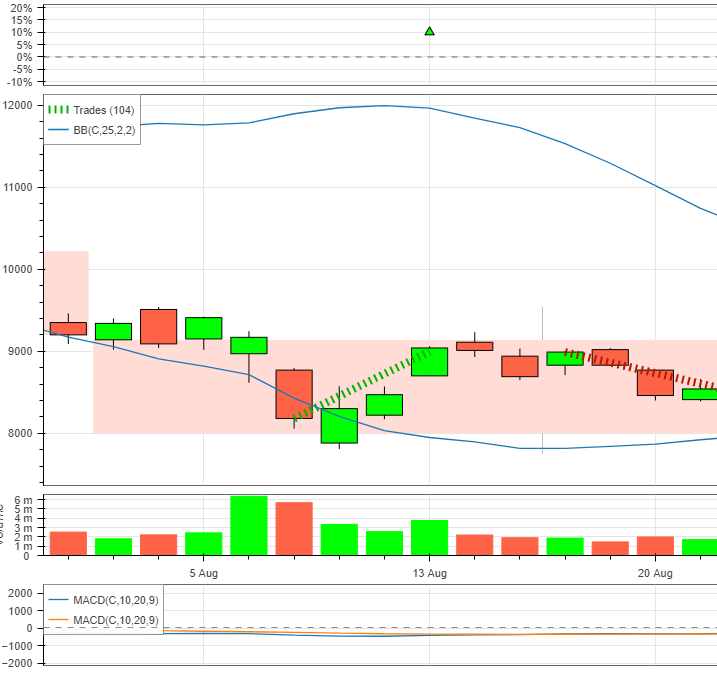 20%
15%
10%
5%
0%
-5%
-10%
12000
Trades (104)
BB(C,25,2,2)
11000
10000
9000
8000
6 m
5 m
4 m
3 m
2 m
1 m
0
5 Aug
13 Aug
20 Aug
2000
MACD(C,10,20,9)
1000
MACD(C,10,20,9)
0
−1000
−2000